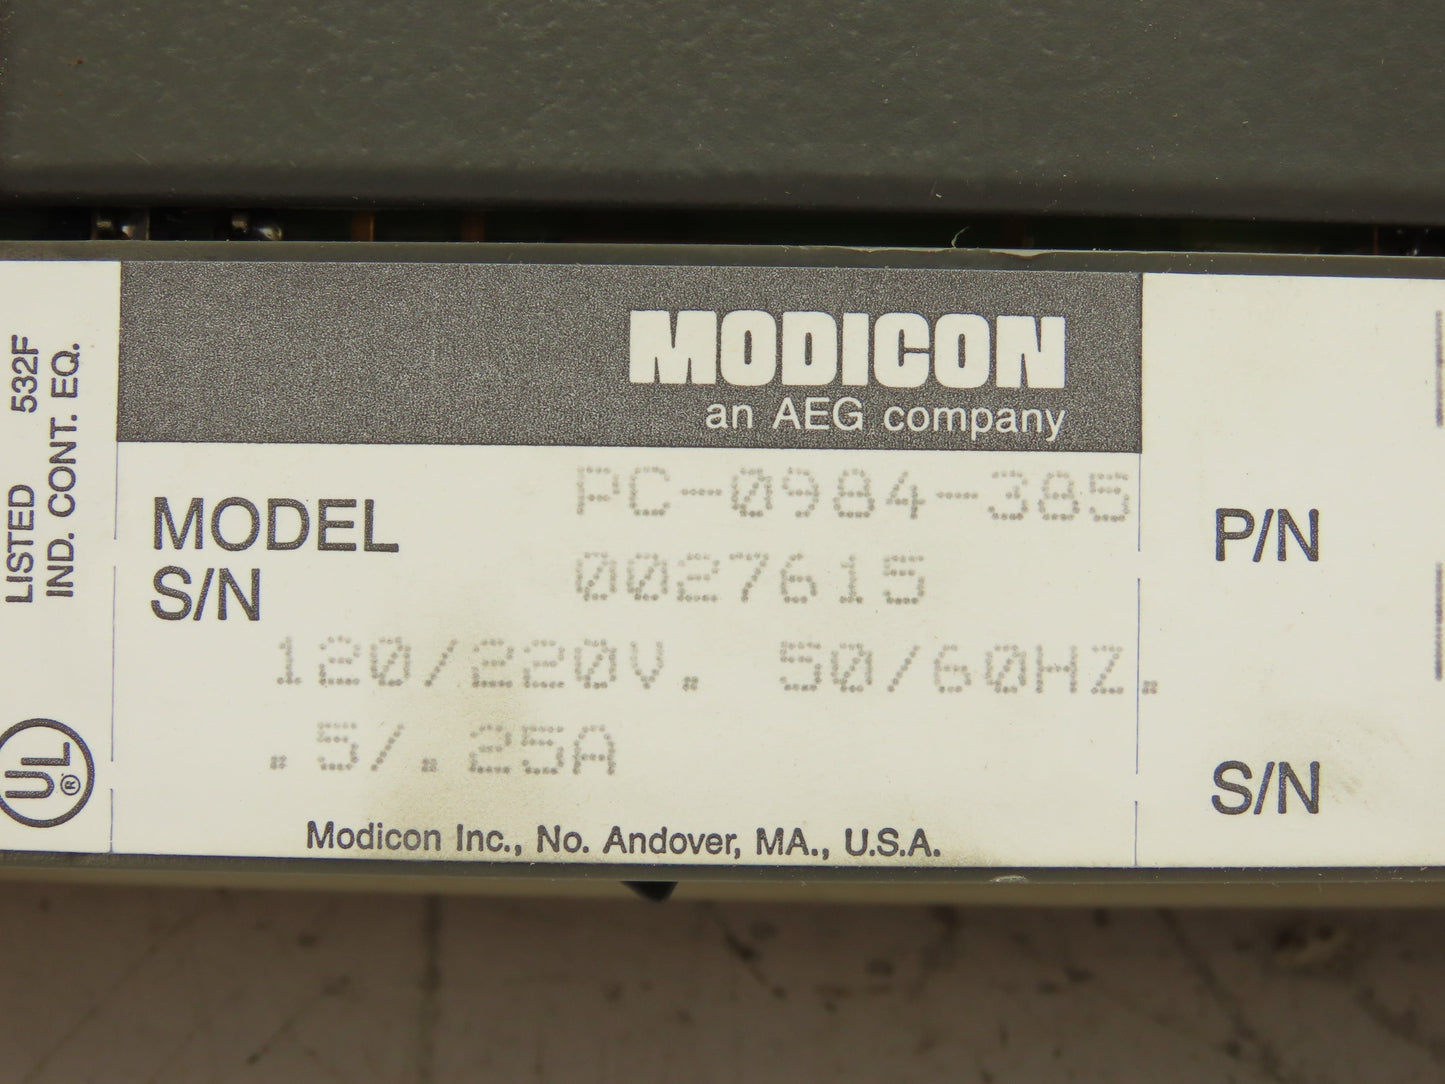 LISTED 532F
IND. CONT. EQ.
UL
®
MODICON
an AEG company
MODEL PC-0984-385
S/N 0027615
120/220V. 50/60HZ.
.5/.25A
Modicon Inc., No. Andover, MA., U.S.A.
P/N
S/N